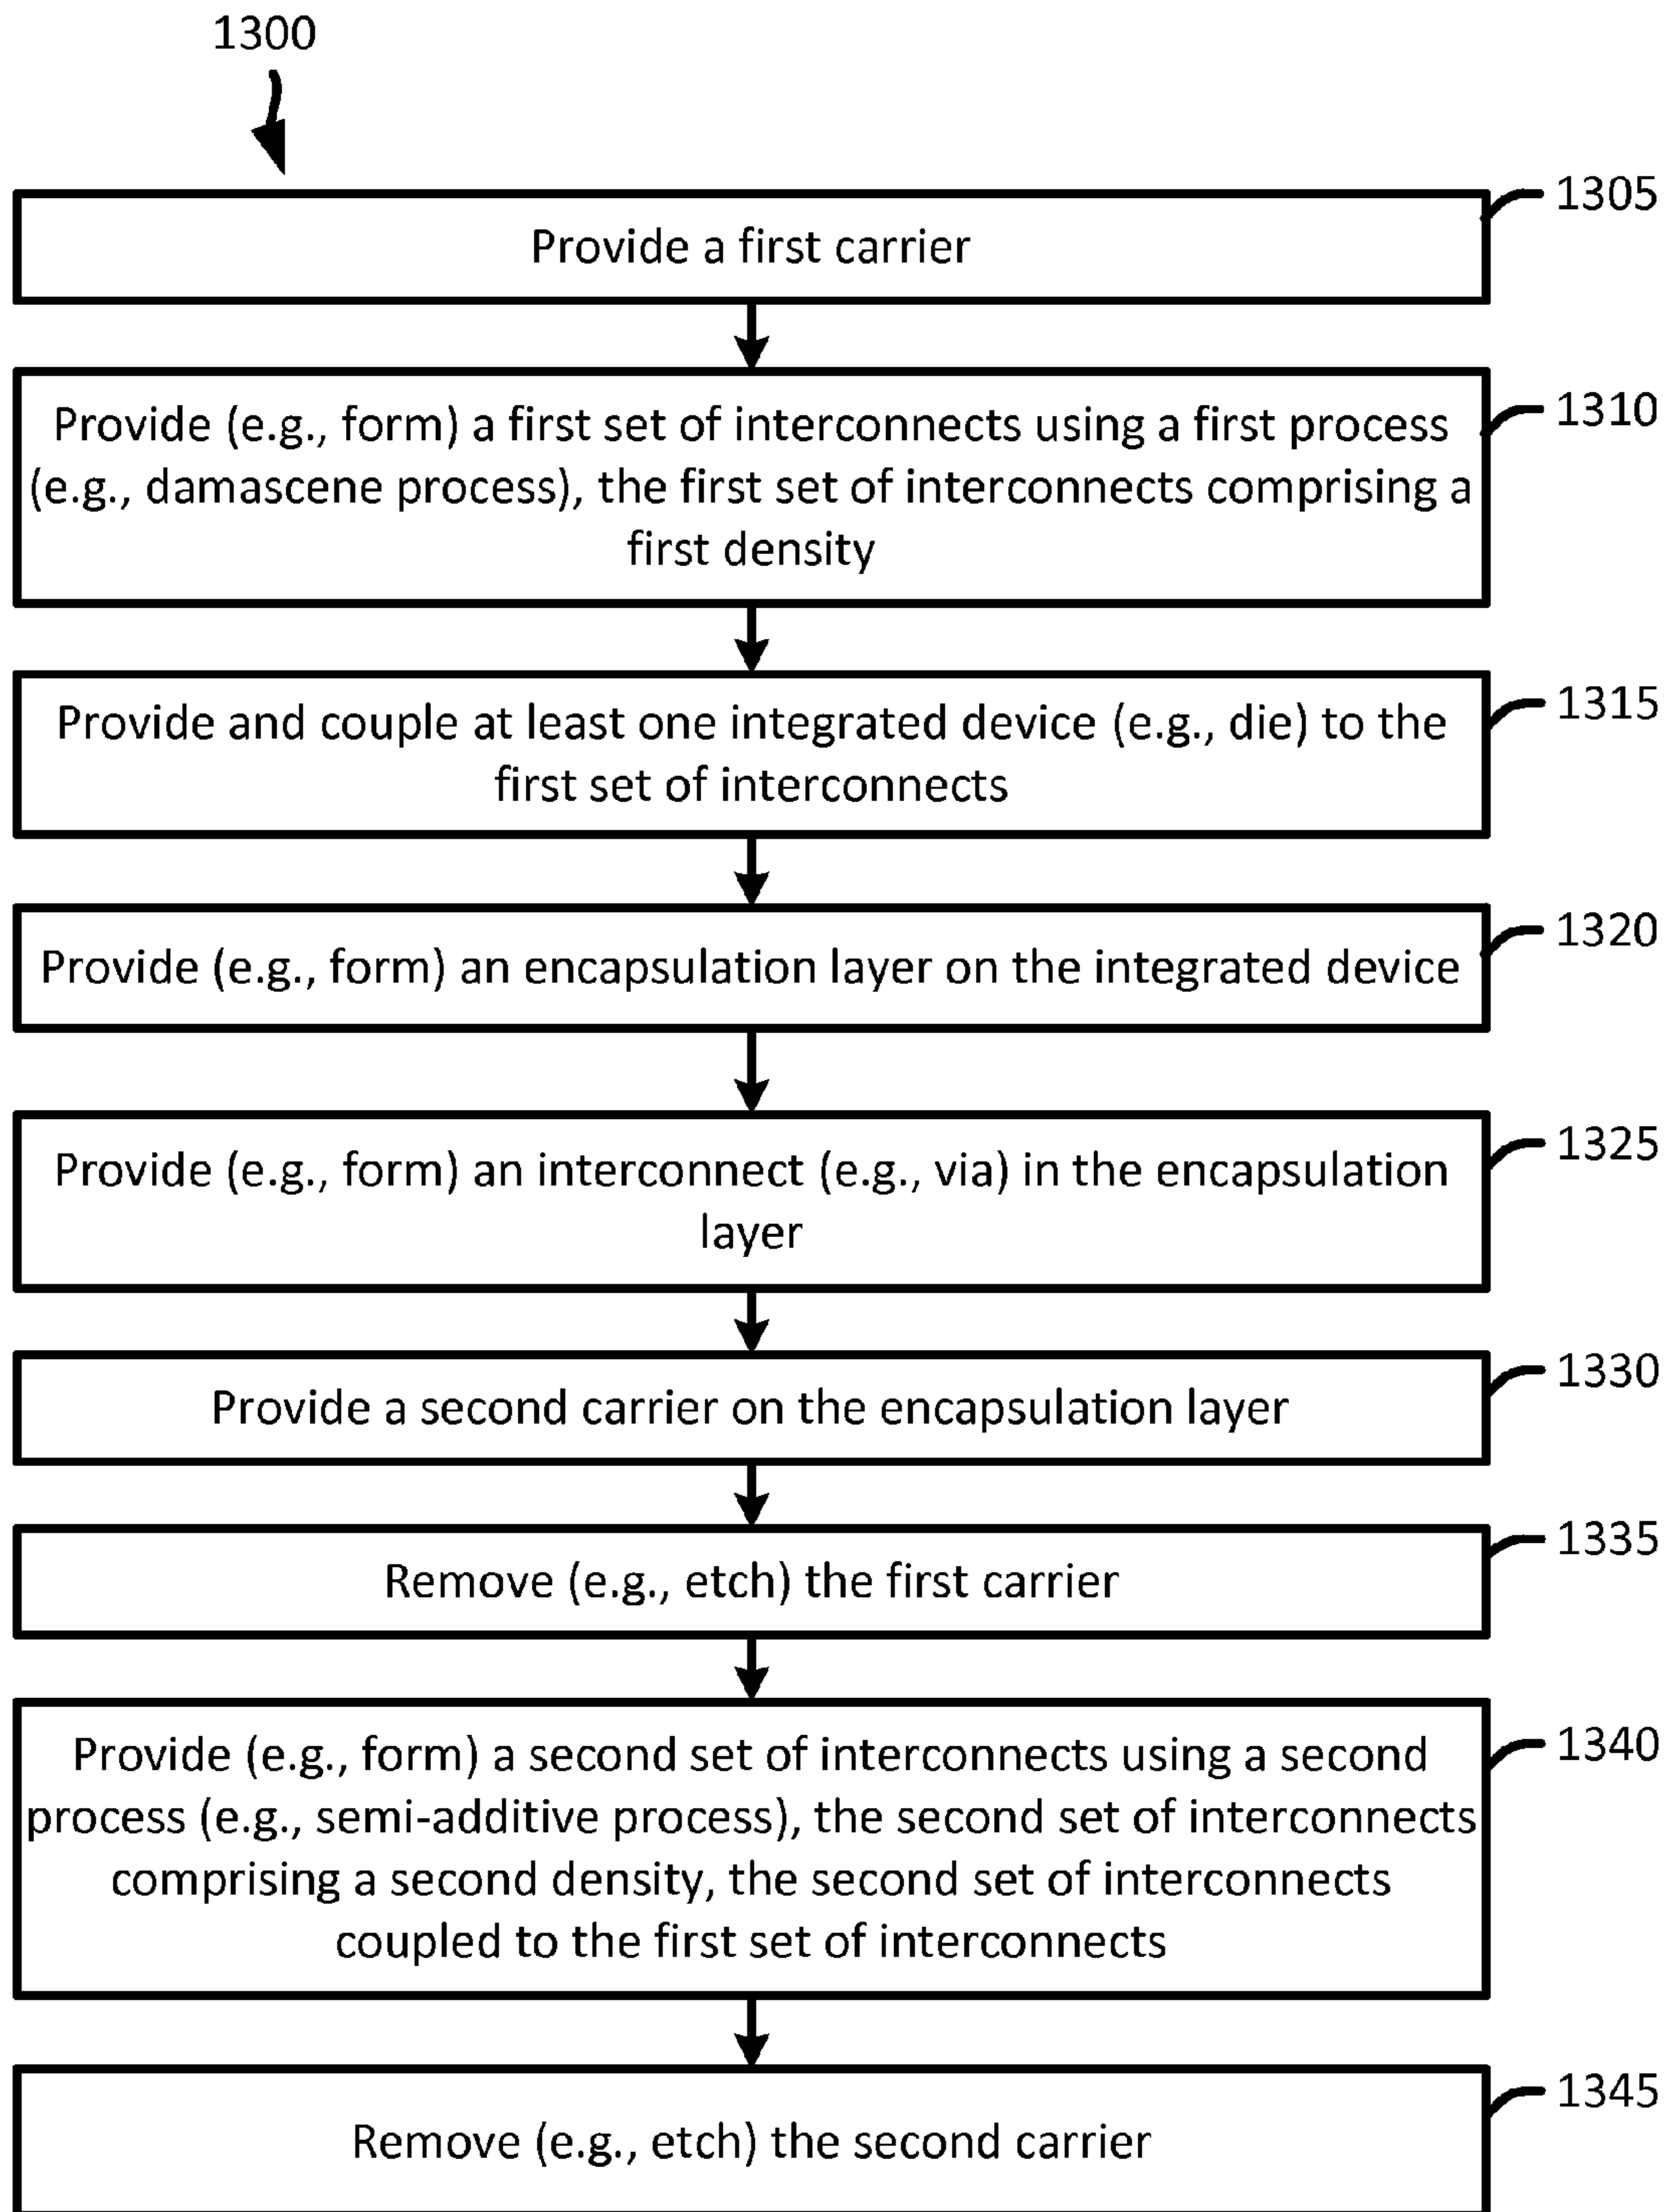 1300
1305
Provide a first carrier
1310
Provide (e.g., form) a first set of interconnects using a first process
(e.g., damascene process), the first set of interconnects comprising a
first density
1315
Provide and couple at least one integrated device (e.g., die) to the
first set of interconnects
1320
Provide (e.g., form) an encapsulation layer on the integrated device
1325
Provide (e.g., form) an interconnect (e.g., via) in the encapsulation
layer
1330
Provide a second carrier on the encapsulation layer
1335
Remove (e.g., etch) the first carrier
1340
Provide (e.g., form) a second set of interconnects using a second
process (e.g., semi-additive process), the second set of interconnects
comprising a second density, the second set of interconnects
coupled to the first set of interconnects
1345
Remove (e.g., etch) the second carrier